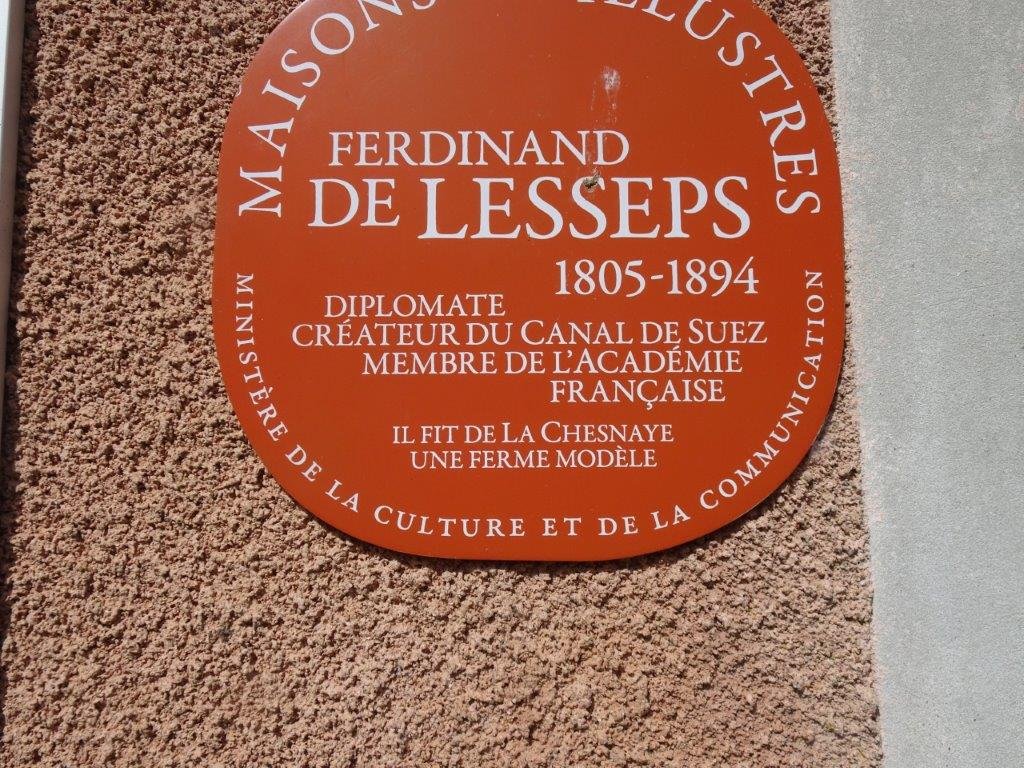 MAISONS ILLUSTRES
FERDINAND
DE LESSEPS
1805-1894
DIPLOMATE
CRÉATEUR DU CANAL DE SUEZ
MEMBRE DE L'ACADÉMIE
FRANÇAISE
IL FIT DE LA CHESNAYE
UNE FERME MODÈLE
MINISTÈRE DE LA CULTURE ET DE LA COMMUNICATION